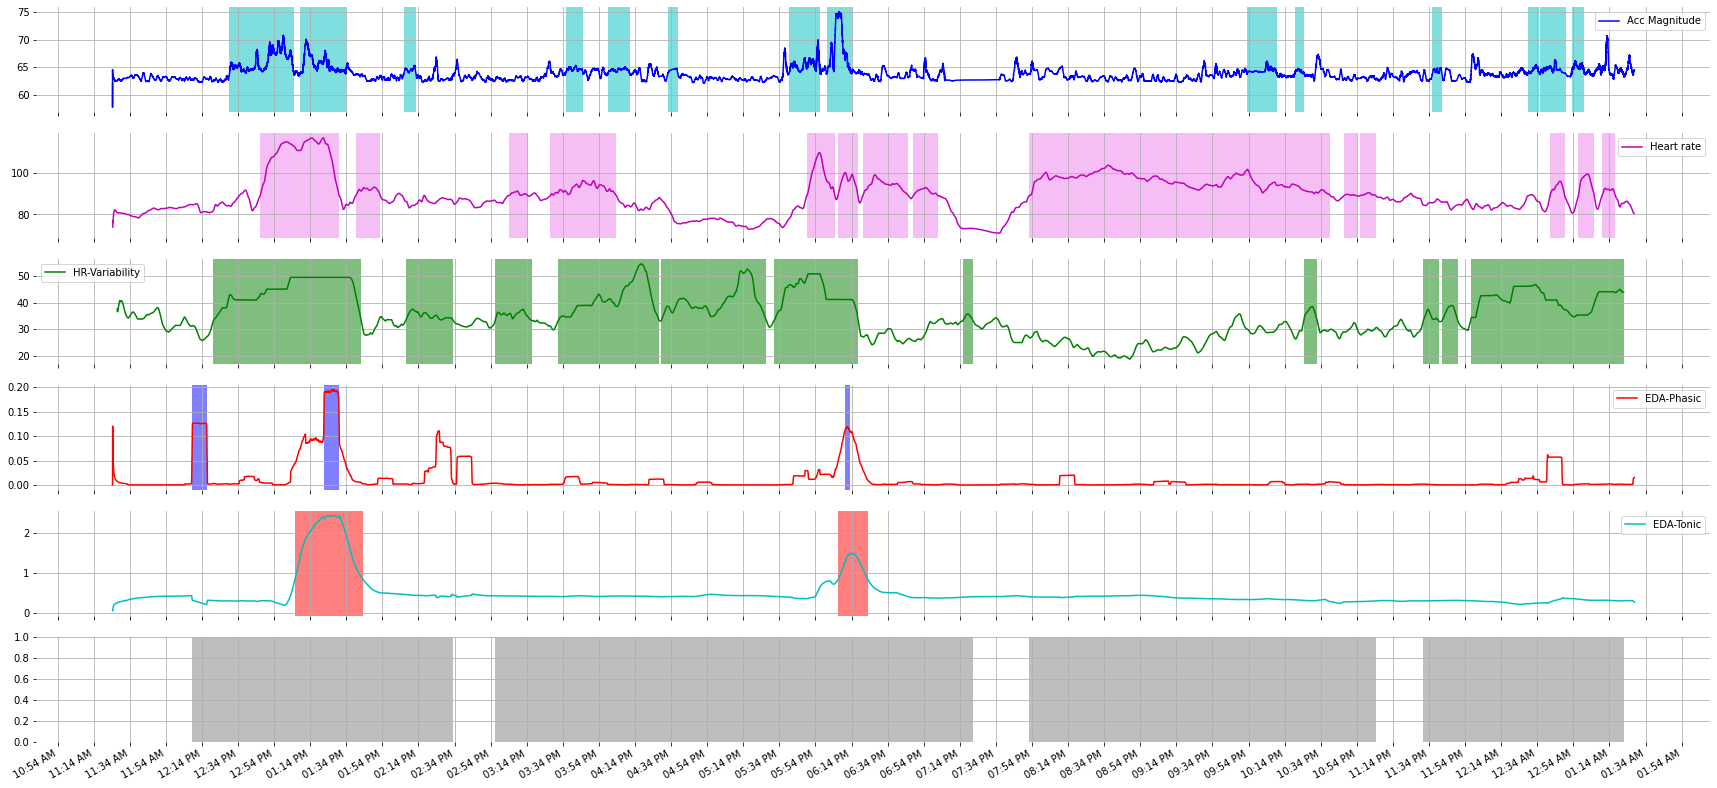 75
70
65
60
Acc Magnitude
100
80
Heart rate
50
40
30
20
HR-Variability
0.20
0.15
0.10
0.05
0.00
EDA-Phasic
2
1
0
EDA-Tonic
1.0
0.8
0.6
0.4
0.2
0.0
10:54 AM
11:14 AM
11:34 AM
11:54 AM
12:14 PM
12:34 PM
12:54 PM
01:14 PM
01:34 PM
01:54 PM
02:14 PM
02:34 PM
02:54 PM
03:14 PM
03:34 PM
03:54 PM
04:14 PM
04:34 PM
04:54 PM
05:14 PM
05:34 PM
05:54 PM
06:14 PM
06:34 PM
06:54 PM
07:14 PM
07:34 PM
07:54 PM
08:14 PM
08:34 PM
08:54 PM
09:14 PM
09:34 PM
09:54 PM
10:14 PM
10:34 PM
10:54 PM
11:14 PM
11:34 PM
11:54 PM
12:14 AM
12:34 AM
12:54 AM
01:14 AM
01:34 AM
01:54 AM